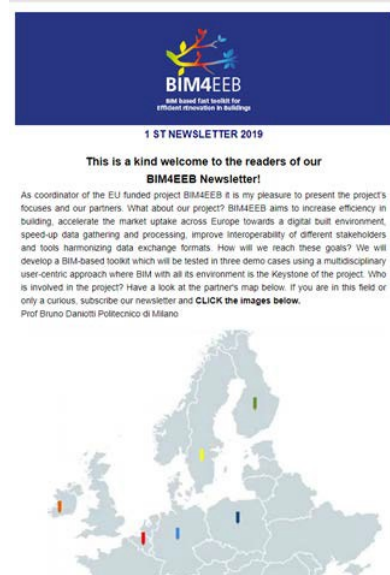 BIM4EEB
BIM based fast toolkit for
Efficient rEnovation in Buildings
1 ST NEWSLETTER 2019
This is a kind welcome to the readers of our
BIM4EEB Newsletter!
As coordinator of the EU funded project BIM4EEB it is my pleasure to present the project's
focuses and our partners. What about our project? BIM4EEB aims to increase efficiency in
building, accelerate the market uptake across Europe towards a digital built environment,
speed-up data gathering and processing, improve Interoperability of different stakeholders
and tools harmonizing data exchange formats. How will we reach these goals? We will
develop a BIM-based toolkit which will be tested in three demo cases using a multidisciplinary
user-centric approach where BIM with all its environment is the Keystone of the project. Who
is involved in the project? Have a look at the partner's map below. If you are in this field or
only a curious, subscribe our newsletter and CLICK the images below.
Prof Bruno Daniotti Politecnico di Milano